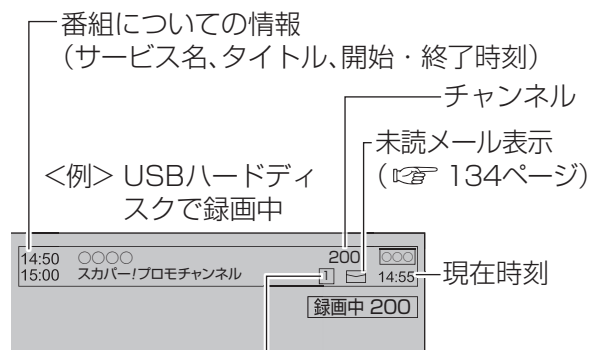 番組についての情報
（サービス名、タイトル、開始・終了時刻）
チャンネル
未読メール表示
（☞ 134ページ）
＜例＞ USBハードディ
スクで録画中
14:50 ○○○○ 200 ○○○
15:00 スカパー!プロモチャンネル 1 14:55
現在時刻
録画中 200